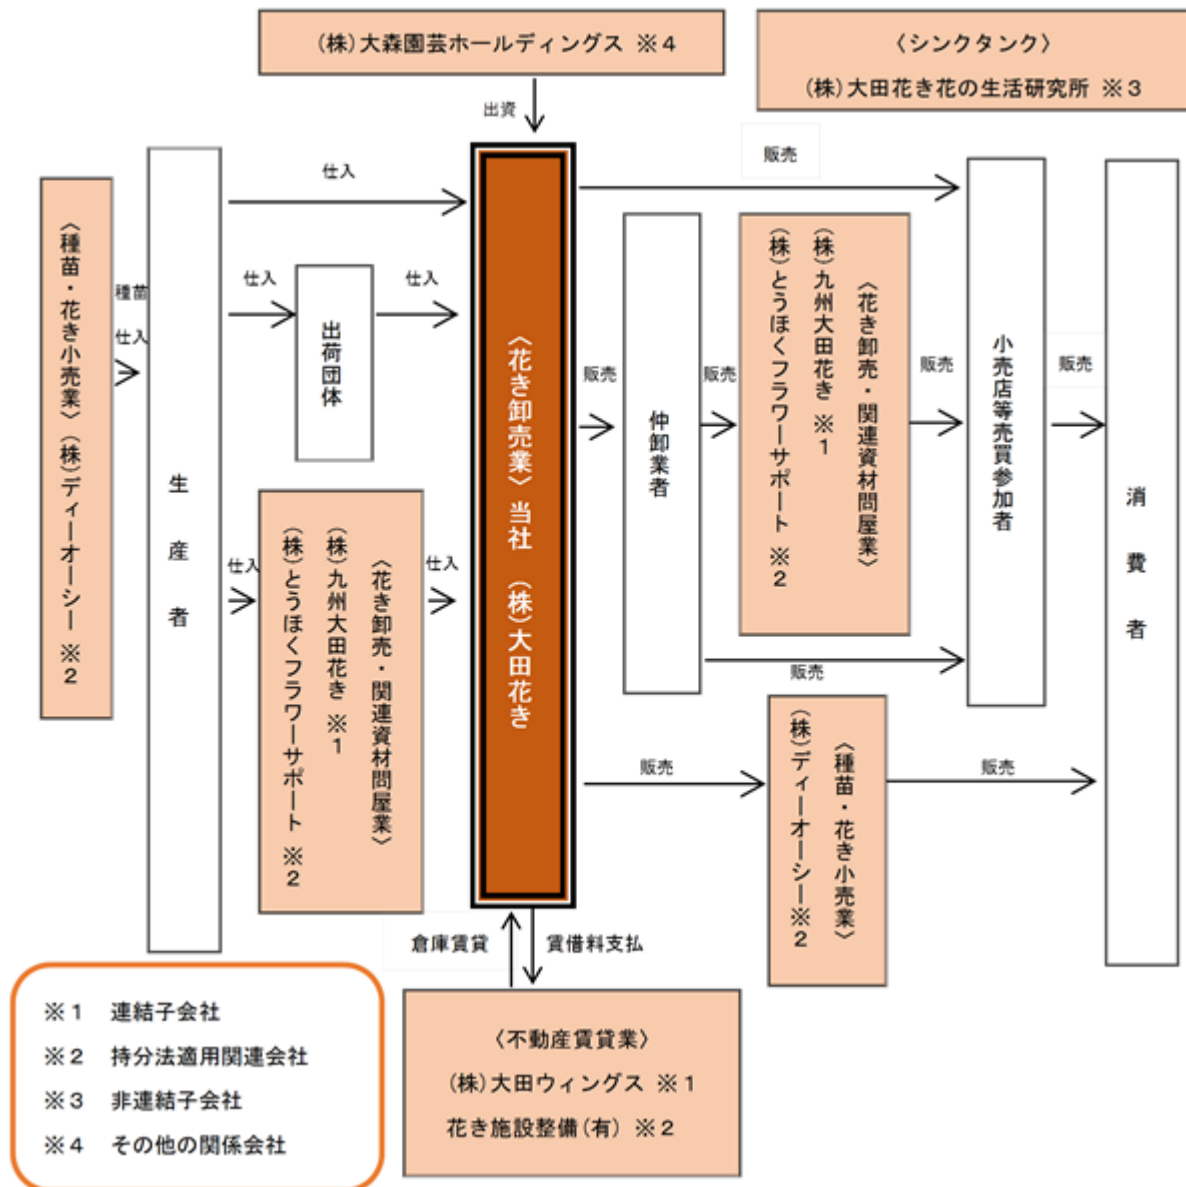 (株)大森園芸ホールディングス ※4
〈シンクタンク〉
(株)大田花き花の生活研究所 ※3
出資
販売
仕入
〈種苗・花き小売業〉(株)ディーオーシー ※2
種苗
仕入
生産者
仕入
出荷団体
仕入
仕入
〈花き卸売・関連資材問屋業〉
(株)九州大田花き ※1
(株)とうほくフラワーサポート ※2
仕入
〈花き卸売業〉当社 (株)大田花き
販売
仲卸業者
販売
〈花き卸売・関連資材問屋業〉
(株)九州大田花き ※1
(株)とうほくフラワーサポート ※2
販売
小売店等売買参加者
販売
消費者
販売
販売
〈種苗・花き小売業〉
(株)ディーオーシー※2
販売
倉庫賃貸
賃借料支払
〈不動産賃貸業〉
(株)大田ウィングス ※1
花き施設整備(有) ※2
※1 連結子会社
※2 持分法適用関連会社
※3 非連結子会社
※4 その他の関係会社